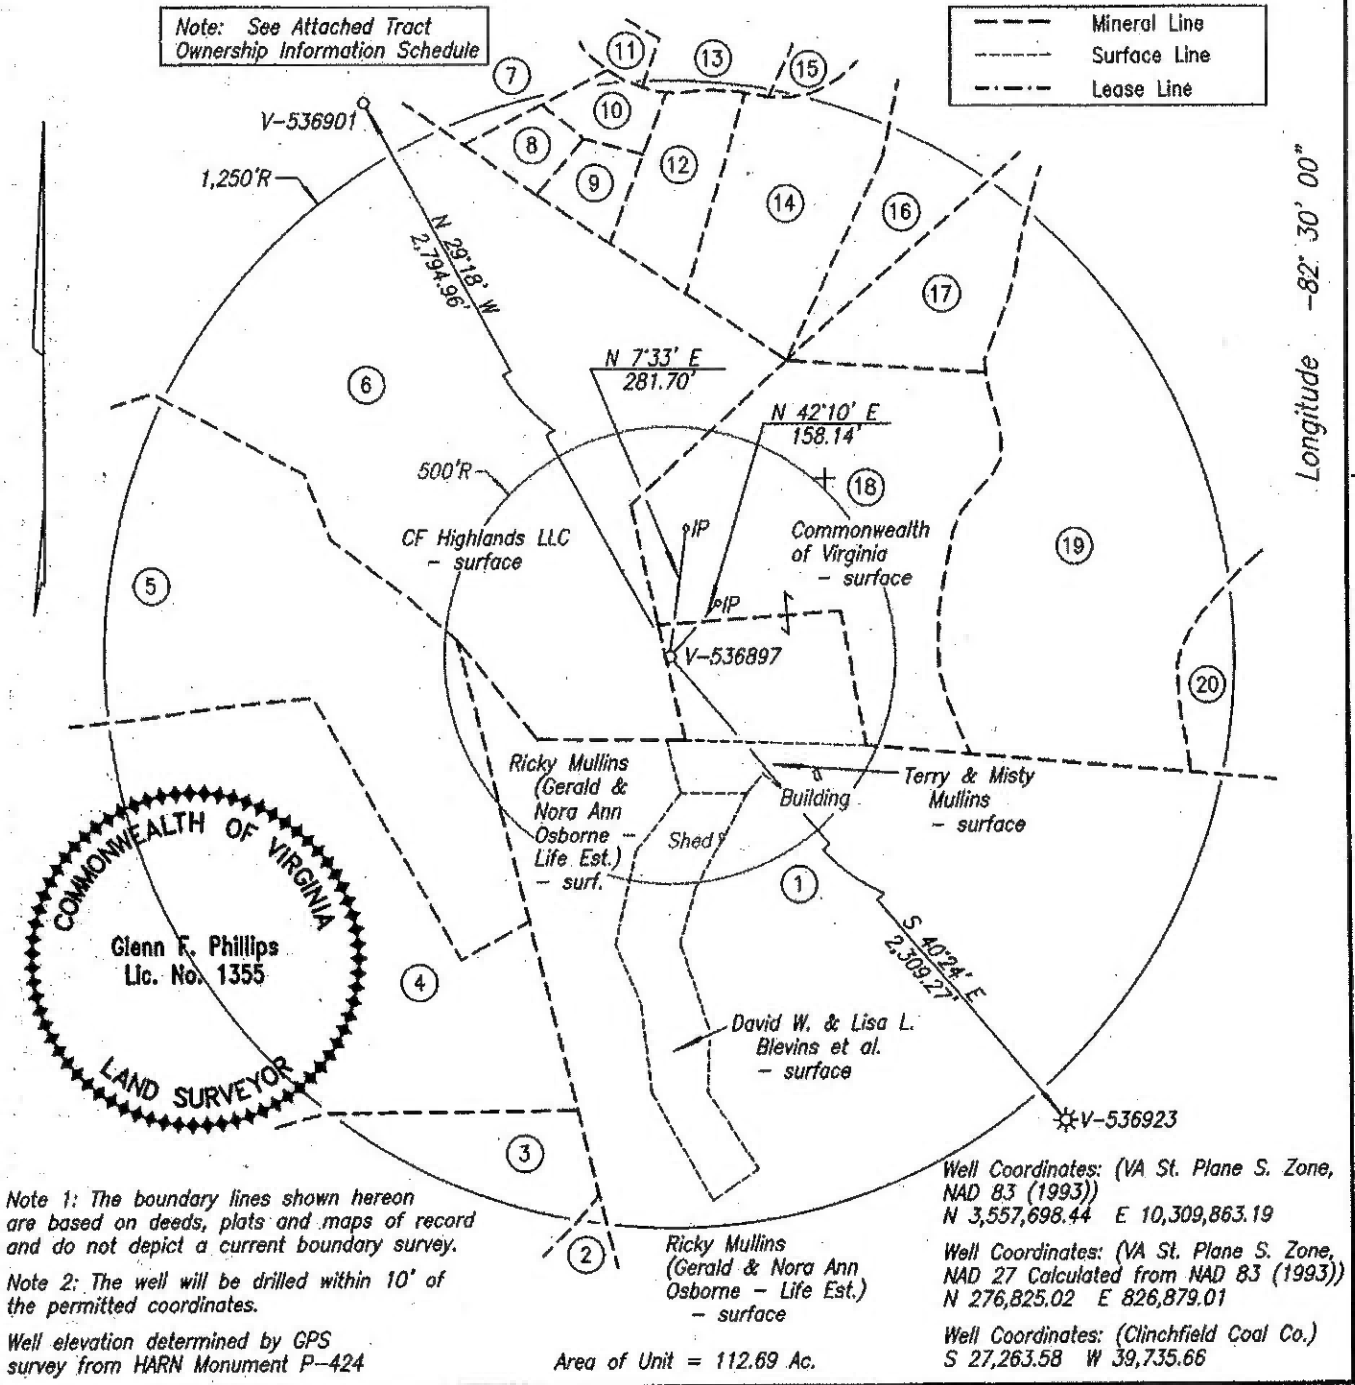 Note: See Attached Tract
Ownership Information Schedule
Mineral Line
Surface Line
Lease Line
7
11
13
15
V-536901
10
8
9
12
14
16
17
1,250'R
N 29°18' W
2,794.96'
Longitude -82° 30' 00"
N 7°33' E
281.70'
6
N 42°10' E
158.14'
500'R
18
CF Highlands LLC
- surface
IP
Commonwealth
of Virginia
- surface
19
5
IP
V-536897
20
Ricky Mullins
(Gerald &
Nora Ann
Osborne -
Life Est.)
- surf.
Building
Terry & Misty
Mullins
- surface
Shed
1
COMMONWEALTH OF VIRGINIA
Glenn F. Phillips
Lic. No. 1355
LAND SURVEYOR
4
S 40°24' E
2,309.27'
David W. & Lisa L.
Blevins et al.
- surface
V-536923
3
2
Note 1: The boundary lines shown hereon
are based on deeds, plats and maps of record
and do not depict a current boundary survey.
Note 2: The well will be drilled within 10' of
the permitted coordinates.
Well elevation determined by GPS
survey from HARN Monument P-424
Ricky Mullins
(Gerald & Nora Ann
Osborne - Life Est.)
- surface
Area of Unit = 112.69 Ac.
Well Coordinates: (VA St. Plane S. Zone,
NAD 83 (1993))
N 3,557,698.44 E 10,309,863.19
Well Coordinates: (VA St. Plane S. Zone,
NAD 27 Calculated from NAD 83 (1993))
N 276,825.02 E 826,879.01
Well Coordinates: (Clinchfield Coal Co.)
S 27,263.58 W 39,735.66